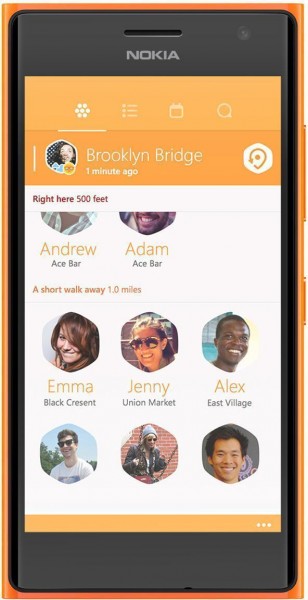 NOKIA
Brooklyn Bridge
1 minute ago
Right here 500 feet
Andrew Adam
Ace Bar Ace Bar
A short walk away 1.0 miles
Emma Jenny Alex
Black Cresent Union Market East Village